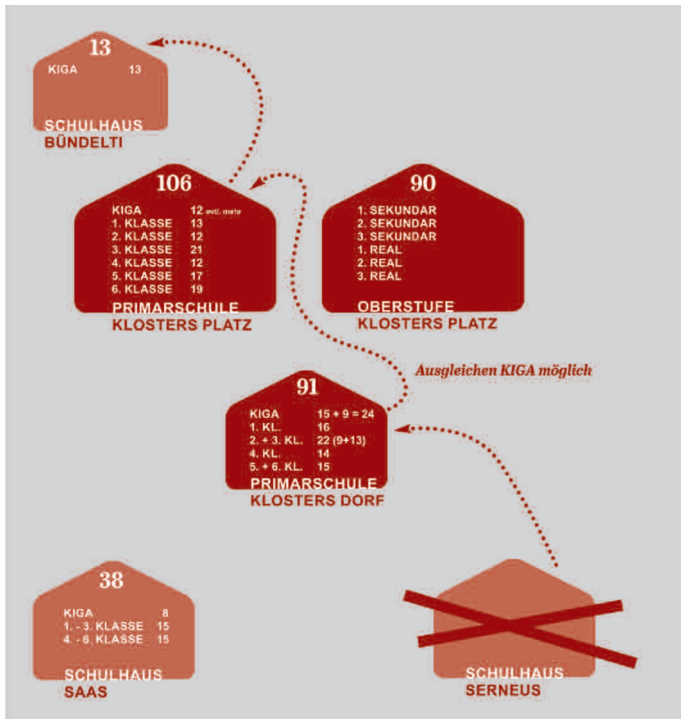 13
KIGA 13
SCHULHAUS
BÜNDELTI
106
KIGA 12 evtl. mehr
1. KLASSE 13
2. KLASSE 12
3. KLASSE 21
4. KLASSE 12
5. KLASSE 17
6. KLASSE 19
PRIMARSCHULE
KLOSTERS PLATZ
90
1. SEKUNDAR
2. SEKUNDAR
3. SEKUNDAR
1. REAL
2. REAL
3. REAL
OBERSTUFE
KLOSTERS PLATZ
Ausgleichen KIGA möglich
91
KIGA 15 + 9 = 24
1. KL. 16
2. + 3. KL. 22 (9+13)
4. KL. 14
5. + 6. KL. 15
PRIMARSCHULE
KLOSTERS DORF
38
KIGA 8
1. - 3. KLASSE 15
4. - 6. KLASSE 15
SCHULHAUS
SAAS
SCHULHAUS
SERNEUS